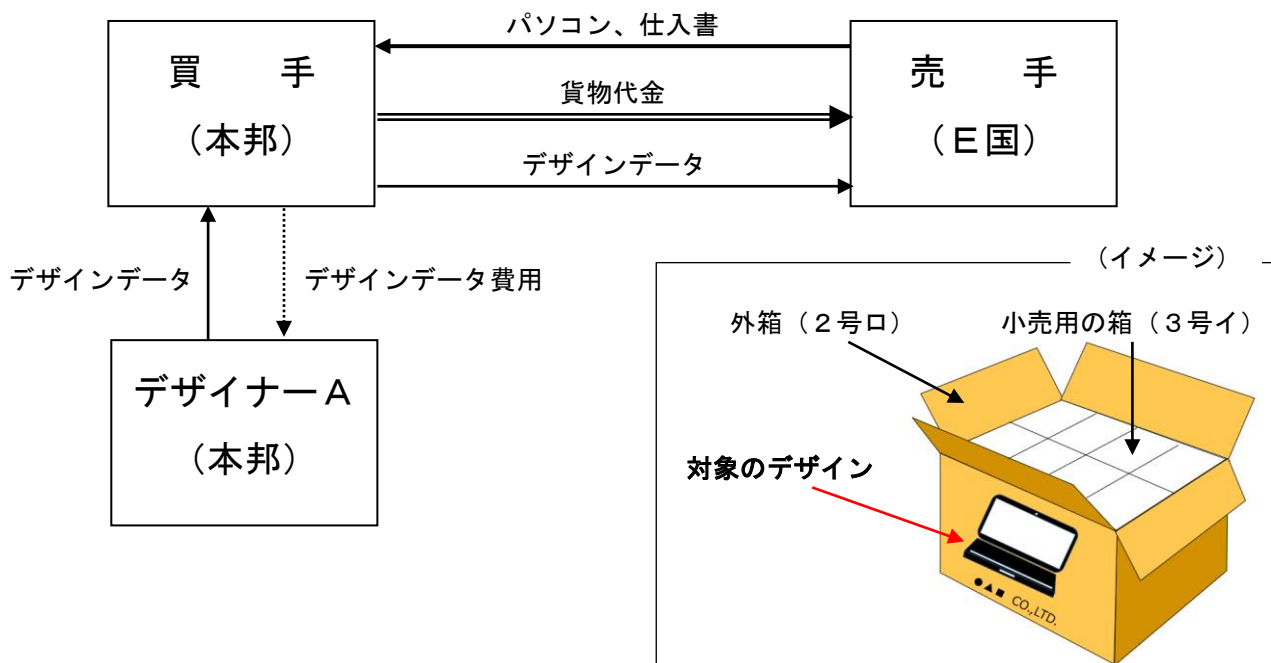 パソコン、仕入書
買　　手
（本邦）
貨物代金
売　　手
（Ｅ国）
デザインデータ
デザインデータ
デザインデータ費用
デザイナーＡ
（本邦）
（イメージ）
外箱（２号ロ）
小売用の箱（３号イ）
対象のデザイン
●▲■ CO.,LTD.